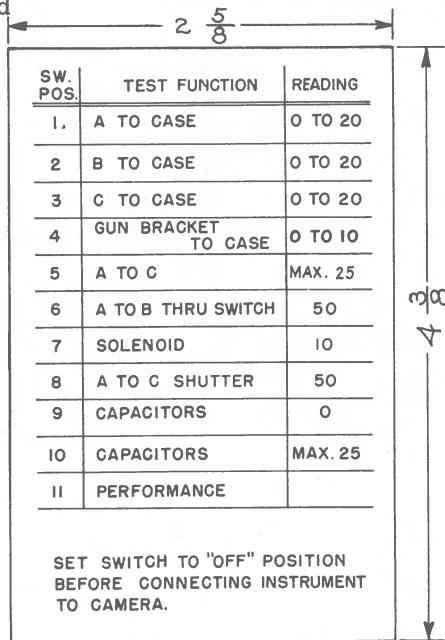 d
2 5/8
SW. POS. TEST FUNCTION READING
1. A TO CASE 0 TO 20
2 B TO CASE 0 TO 20
3 C TO CASE 0 TO 20
4 GUN BRACKET TO CASE 0 TO 10
5 A TO C MAX. 25
6 A TO B THRU SWITCH 50
7 SOLENOID 10
8 A TO C SHUTTER 50
9 CAPACITORS 0
10 CAPACITORS MAX. 25
11 PERFORMANCE
SET SWITCH TO "OFF" POSITION
BEFORE CONNECTING INSTRUMENT
TO CAMERA.
4 3/8